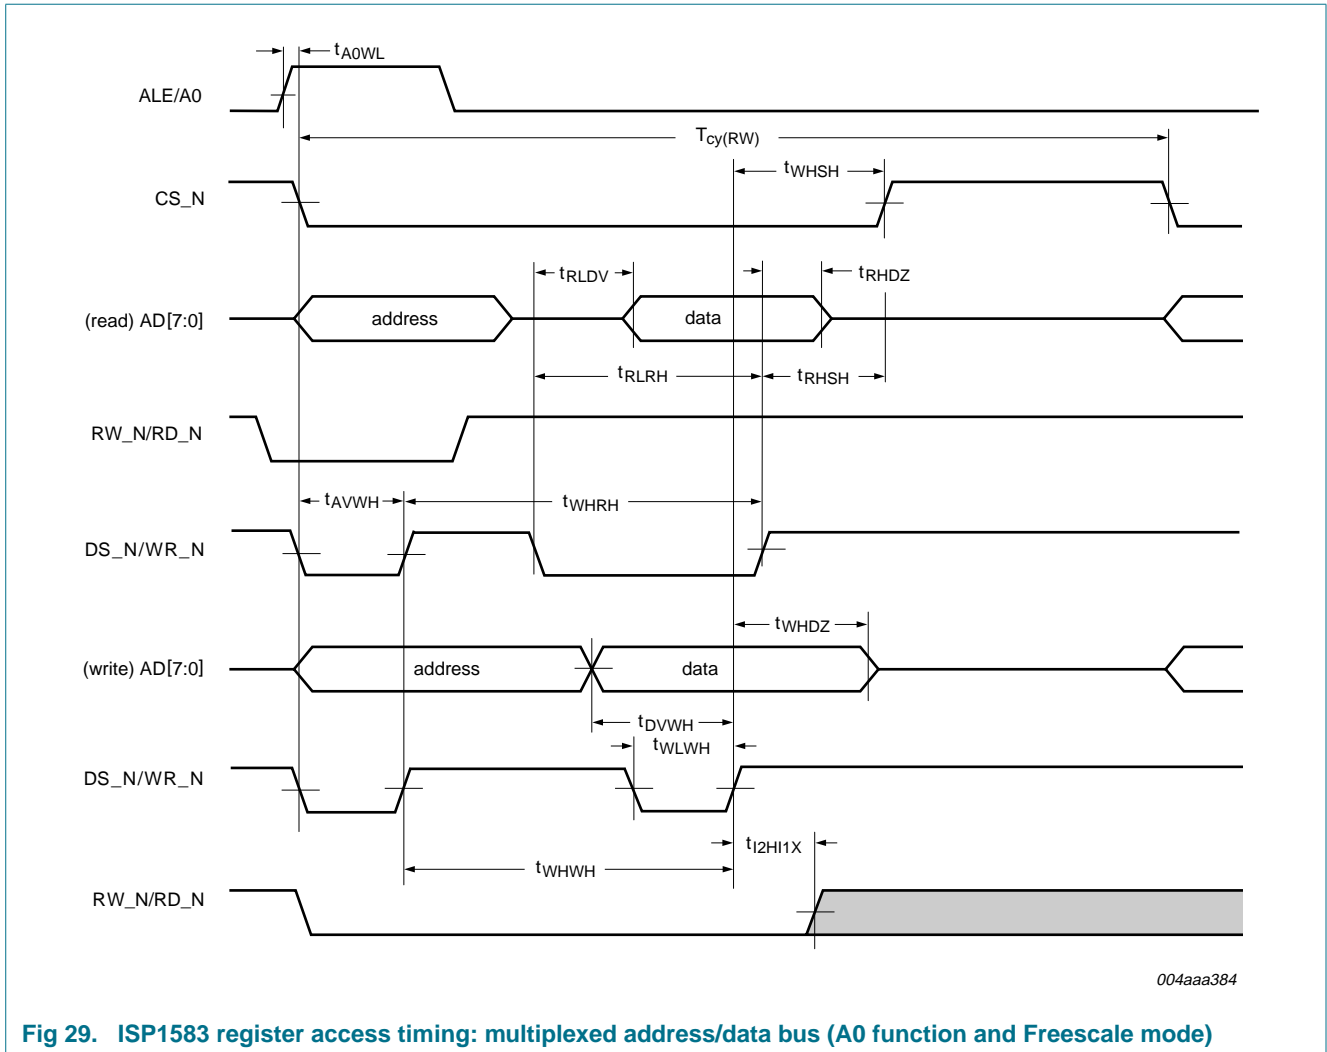 tA0WL
ALE/A0
Tcy(RW)
tWHSH
CS_N
tRLDV
tRHDZ
(read) AD[7:0]
address
data
tRLRH
tRHSH
RW_N/RD_N
tAVWH
tWHRH
DS_N/WR_N
tWHDZ
(write) AD[7:0]
address
data
tDVWH
tWLWH
DS_N/WR_N
tI2HI1X
tWHWH
RW_N/RD_N
004aaa384
Fig 29. ISP1583 register access timing: multiplexed address/data bus (A0 function and Freescale mode)